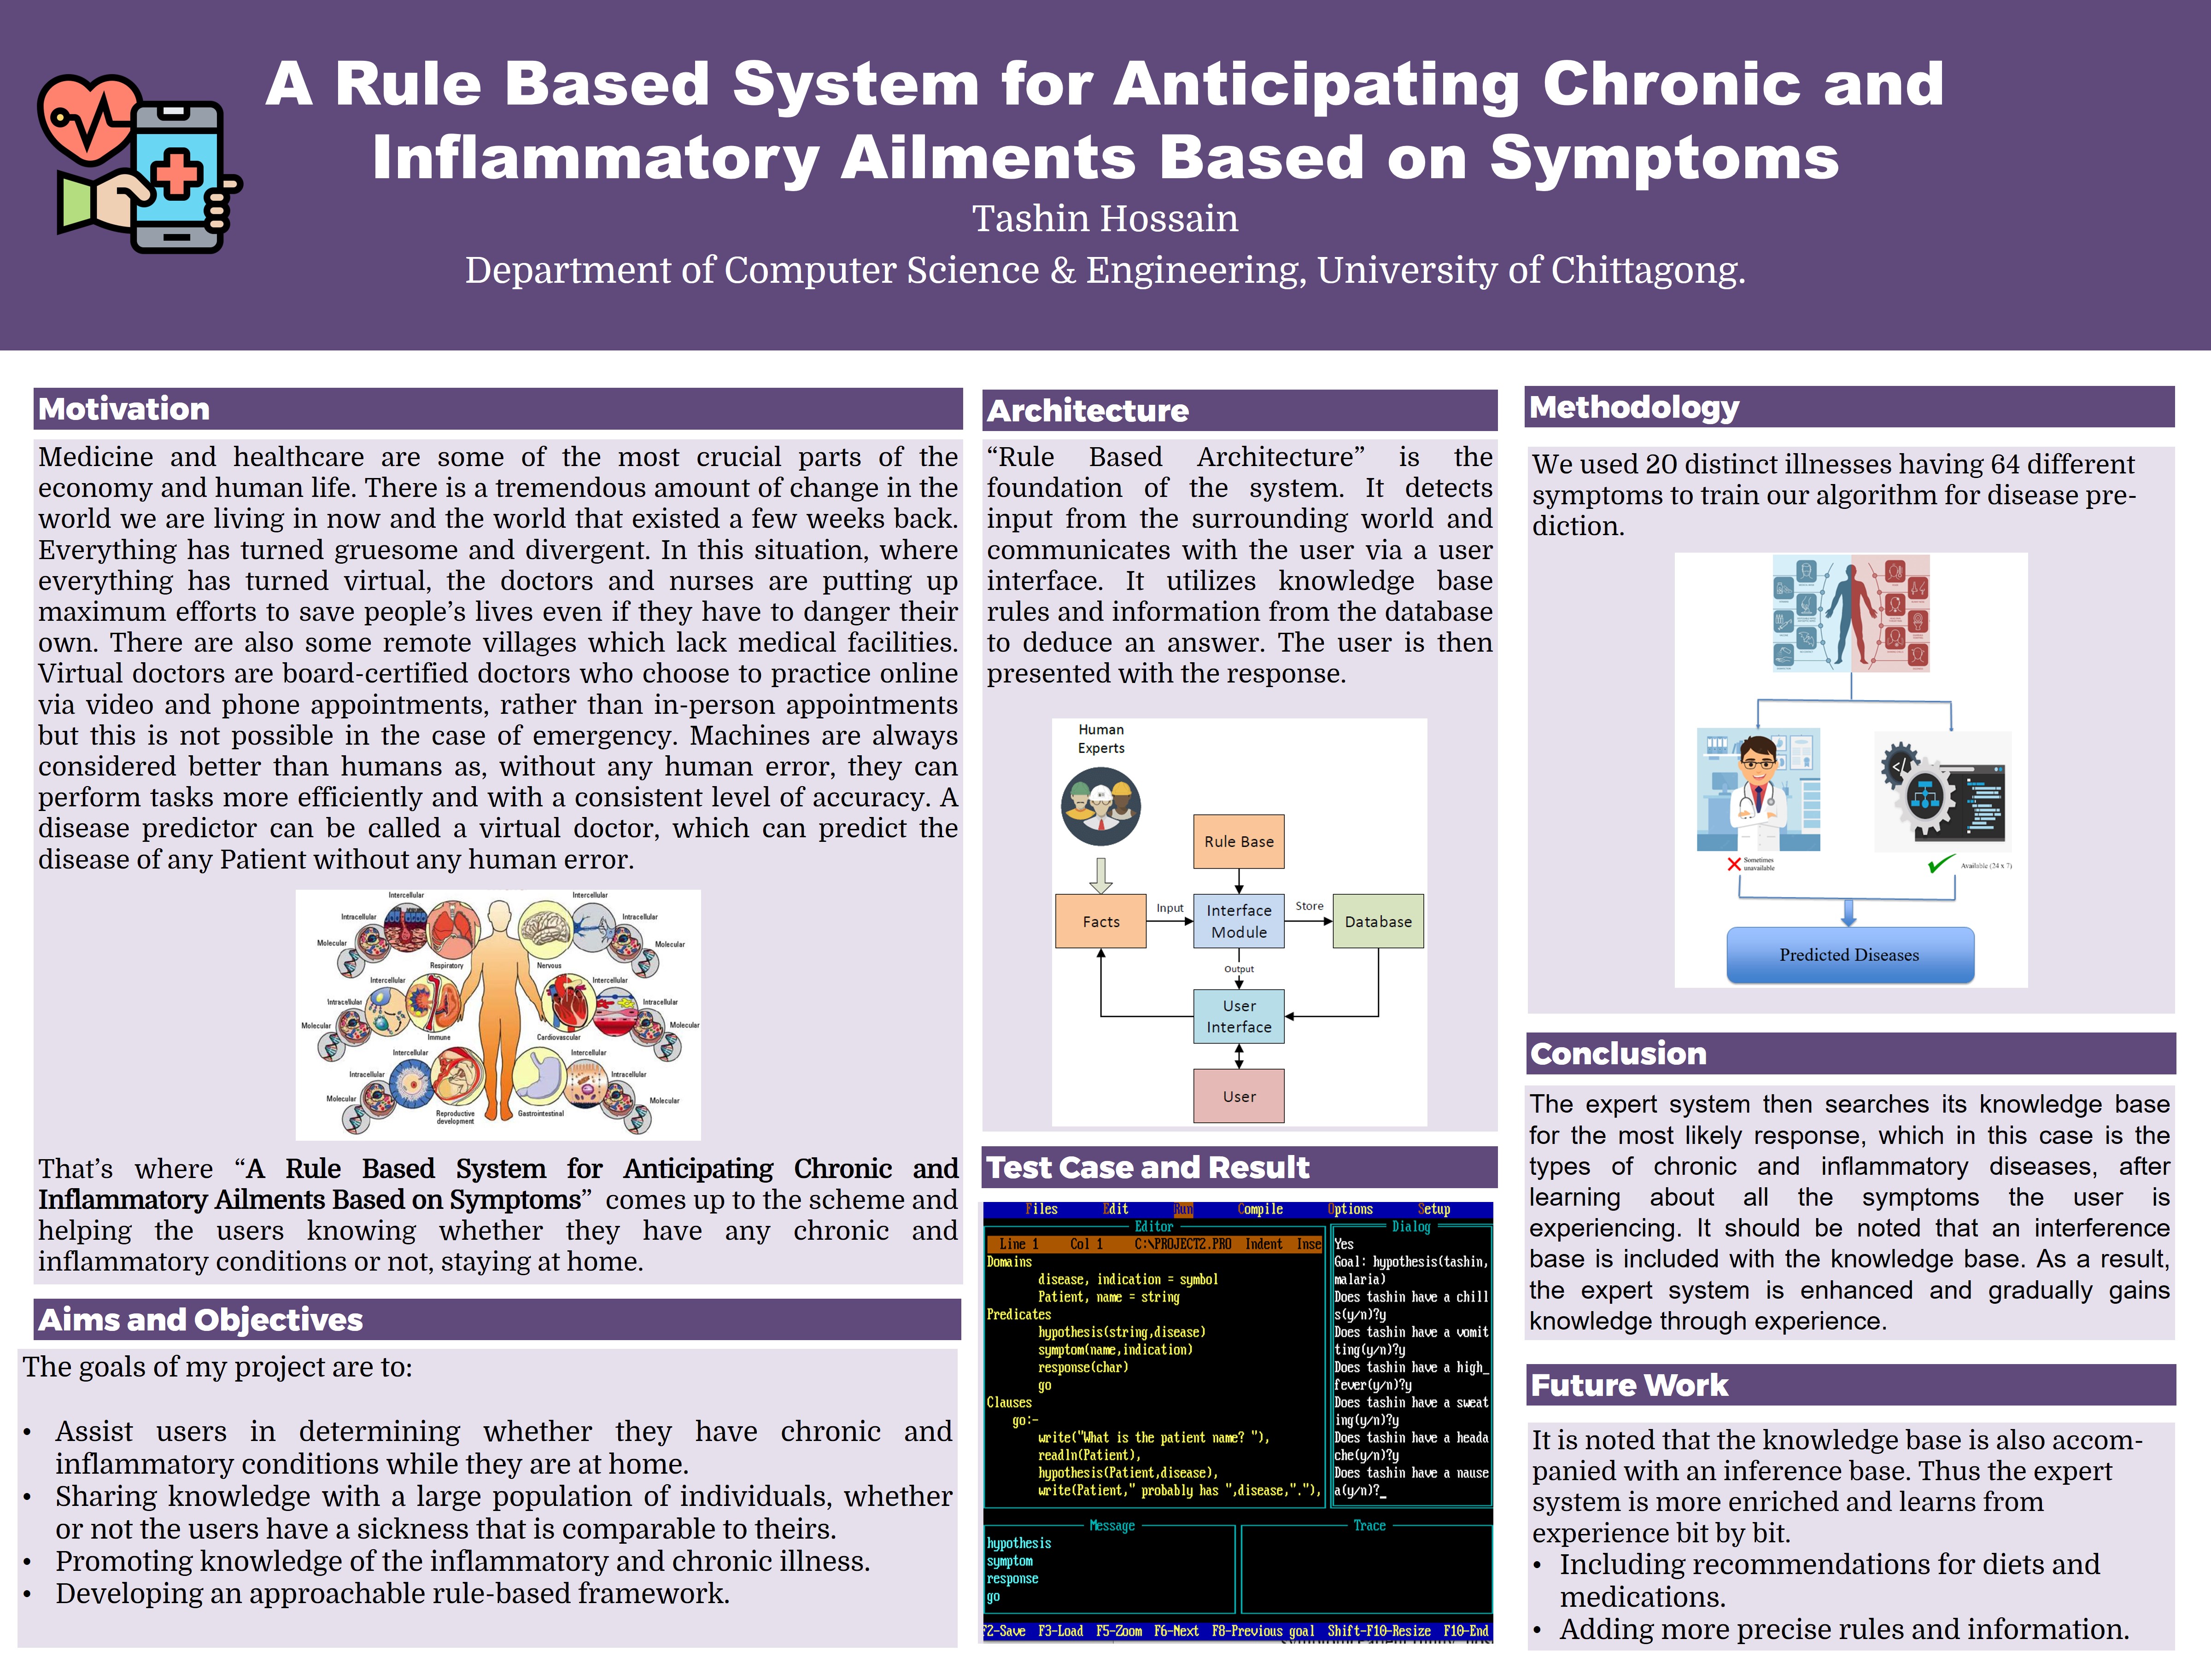 A Rule Based System for Anticipating Chronic and
Inflammatory Ailments Based on Symptoms
Tashin Hossain
Department of Computer Science & Engineering, University of Chittagong.
Motivation
Medicine and healthcare are some of the most crucial parts of the
economy and human life. There is a tremendous amount of change in the
world we are living in now and the world that existed a few weeks back.
Everything has turned gruesome and divergent. In this situation, where
everything has turned virtual, the doctors and nurses are putting up
maximum efforts to save people's lives even if they have to danger their
own. There are also some remote villages which lack medical facilities.
Virtual doctors are board-certified doctors who choose to practice online
via video and phone appointments, rather than in-person appointments
but this is not possible in the case of emergency. Machines are always
considered better than humans as, without any human error, they can
perform tasks more efficiently and with a consistent level of accuracy. A
disease predictor can be called a virtual doctor, which can predict the
disease of any Patient without any human error.
Intercellular
Intercellular
Intracellular
Intracellular
Molecular
Molecular
Respiratory
Nervous
Intercellular
Intercellular
Intracellular
Intracellular
Molecular
Molecular
Immune
Cardiovascular
Intercellular
Intercellular
Intracellular
Intracellular
Molecular
Molecular
Reproductive
development
Gastrointestinal
That's where “A Rule Based System for Anticipating Chronic and
Inflammatory Ailments Based on Symptoms” comes up to the scheme and
helping the users knowing whether they have any chronic and
inflammatory conditions or not, staying at home.
Aims and Objectives
The goals of my project are to:
• Assist users in determining whether they have chronic and
inflammatory conditions while they are at home.
• Sharing knowledge with a large population of individuals, whether
or not the users have a sickness that is comparable to theirs.
• Promoting knowledge of the inflammatory and chronic illness.
• Developing an approachable rule-based framework.
Architecture
“Rule Based Architecture” is the
foundation of the system. It detects
input from the surrounding world and
communicates with the user via a user
interface. It utilizes knowledge base
rules and information from the database
to deduce an answer. The user is then
presented with the response.
Human
Experts
Rule Base
Facts
Input
Interface
Module
Store
Database
Output
User
Interface
User
Test Case and Result
Files Edit Run Compile Options Setup
Editor
Line 1 Col 1 C:\PROJECT2.PRO Indent Inse
Domains
disease, indication = symbol
Patient, name = string
Predicates
hypothesis(string,disease)
symptom(name,indication)
response(char)
go
Clauses
go:-
write("What is the patient name? "),
readln(Patient),
hypothesis(Patient,disease),
write(Patient," probably has ",disease,"."),
Dialog
Yes
Goal: hypothesis(tashin,
malaria)
Does tashin have a chill
s(y/n)?y
Does tashin have a vomit
ting(y/n)?y
Does tashin have a high_
fever(y/n)?y
Does tashin have a sweat
ing(y/n)?y
Does tashin have a heada
che(y/n)?y
Does tashin have a nause
a(y/n)?_
Message
hypothesis
symptom
response
go
Trace
F2-Save F3-Load F5-Zoom F6-Next F8-Previous goal Shift-F10-Resize F10-End
Methodology
We used 20 distinct illnesses having 64 different
symptoms to train our algorithm for disease pre-
diction.
Sometimes
unavailable
Available (24 x 7)
Predicted Diseases
Conclusion
The expert system then searches its knowledge base
for the most likely response, which in this case is the
types of chronic and inflammatory diseases, after
learning about all the symptoms the user is
experiencing. It should be noted that an interference
base is included with the knowledge base. As a result,
the expert system is enhanced and gradually gains
knowledge through experience.
Future Work
It is noted that the knowledge base is also accom-
panied with an inference base. Thus the expert
system is more enriched and learns from
experience bit by bit.
• Including recommendations for diets and
medications.
• Adding more precise rules and information.